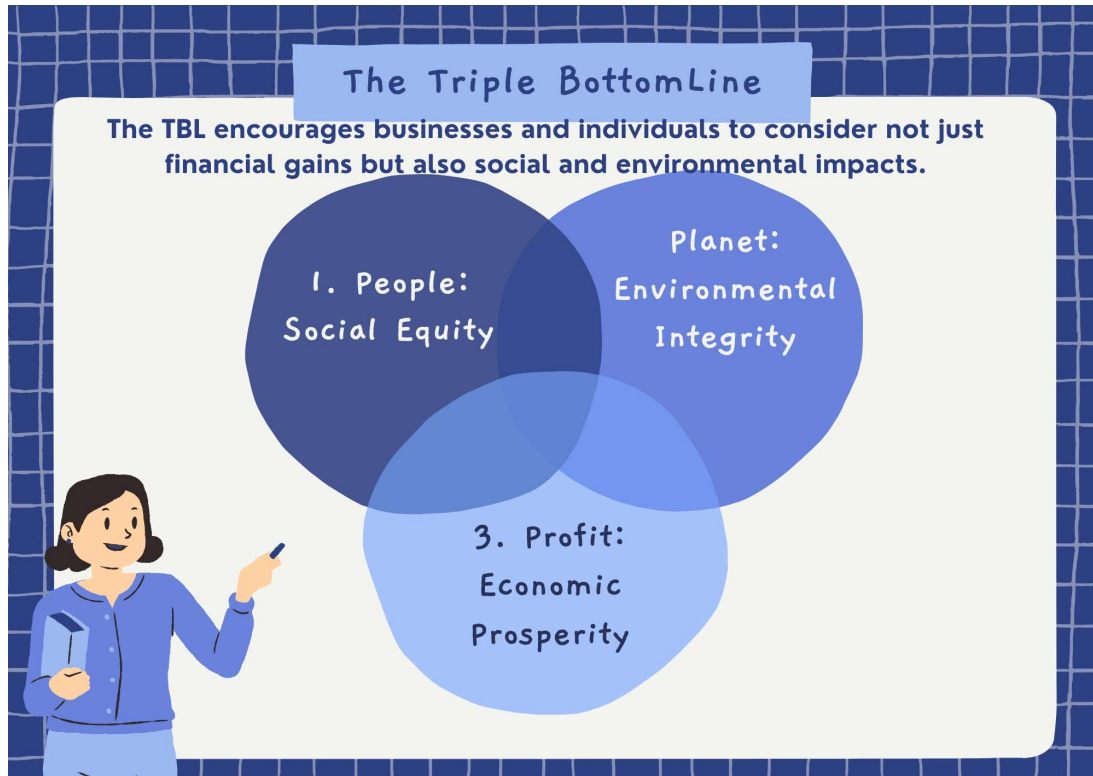 The Triple BottomLine
The TBL encourages businesses and individuals to consider not just
financial gains but also social and environmental impacts.
1. People:
Social Equity
Planet:
Environmental
Integrity
3. Profit:
Economic
Prosperity